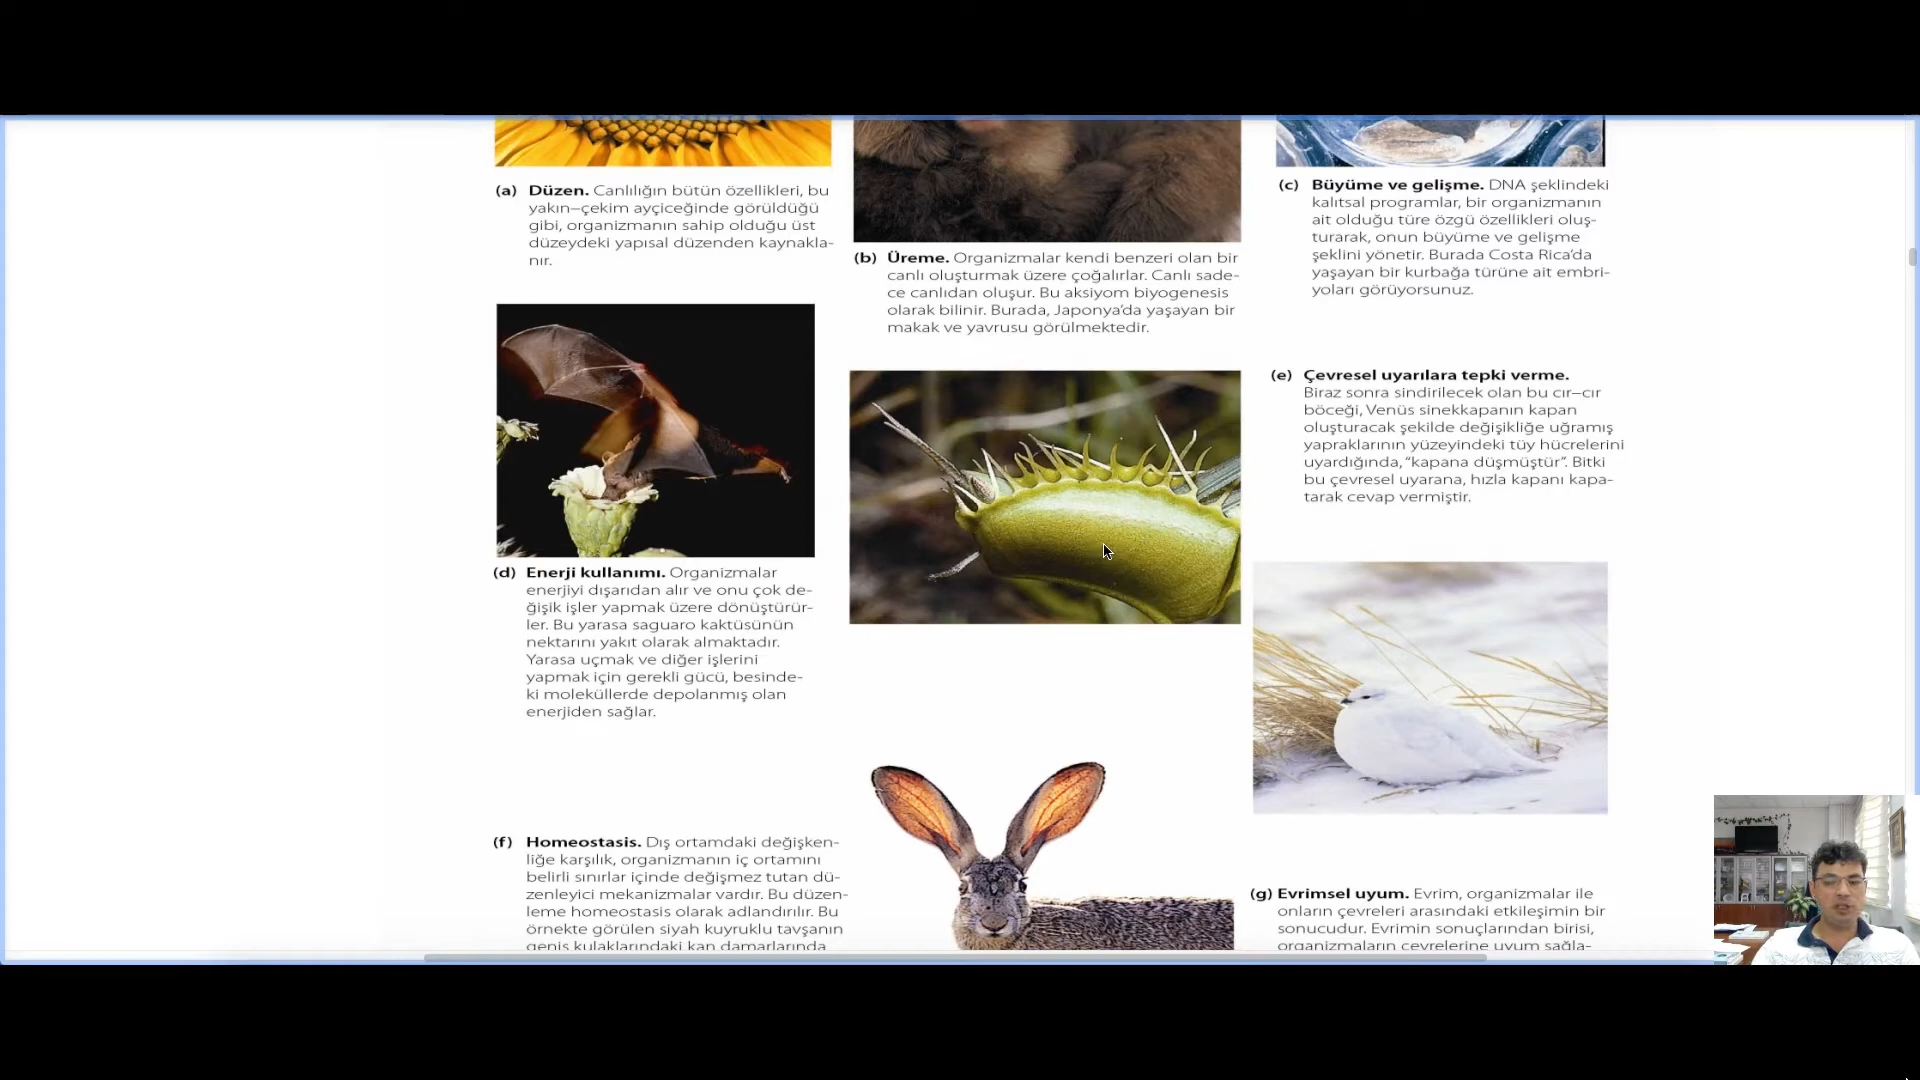 (a) Düzen. Canlılığın bütün özellikleri, bu
yakın–çekim ayçiceğinde görüldüğü
gibi, organizmanın sahip olduğu üst
düzeydeki yapısal düzenden kaynakla-
nır.
(b) Üreme. Organizmalar kendi benzeri olan bir
canlı oluşturmak üzere çoğalırlar. Canlı sade-
ce canlıdan oluşur. Bu aksiyom biyogenesis
olarak bilinir. Burada, Japonya’da yaşayan bir
makak ve yavrusu görülmektedir.
(c) Büyüme ve gelişme. DNA şeklindeki
kalıtsal programlar, bir organizmanın
ait olduğu türe özgü özellikleri oluş-
turarak, onun büyüme ve gelişme
şeklini yönetir. Burada Costa Rica’da
yaşayan bir kurbağa türüne ait embri-
yoları görüyorsunuz.
(d) Enerji kullanımı. Organizmalar
enerjiyi dışarıdan alır ve onu çok de-
ğişik işler yapmak üzere dönüştürür-
ler. Bu yarasa saguaro kaktüsünün
nektarını yakıt olarak almaktadır.
Yarasa uçmak ve diğer işlerini
yapmak için gerekli gücü, besinde-
ki moleküllerde depolanmış olan
enerjiden sağlar.
(e) Çevresel uyarılara tepki verme.
Biraz sonra sindirilecek olan bu cır–cır
böceği, Venüs sinekkapanın kapan
oluşturacak şekilde değişikliğe uğramış
yapraklarının yüzeyindeki tüy hücrelerini
uyardığında, “kapana düşmüştür”. Bitki
bu çevresel uyarana, hızla kapanı kapa-
tarak cevap vermiştir.
(f) Homeostasis. Dış ortamdaki değişken-
liğe karşılık, organizmanın iç ortamını
belirli sınırlar içinde değişmez tutan dü-
zenleyici mekanizmalar vardır. Bu düzen-
leme homeostasis olarak adlandırılır. Bu
örnekte görülen siyah kuyruklu tavşanın
geniş kulaklarındaki kan damarlarında
(g) Evrimsel uyum. Evrim, organizmalar ile
onların çevreleri arasındaki etkileşimin bir
sonucudur. Evrimin sonuçlarından birisi,
organizmaların çevrelerine uyum sağla-